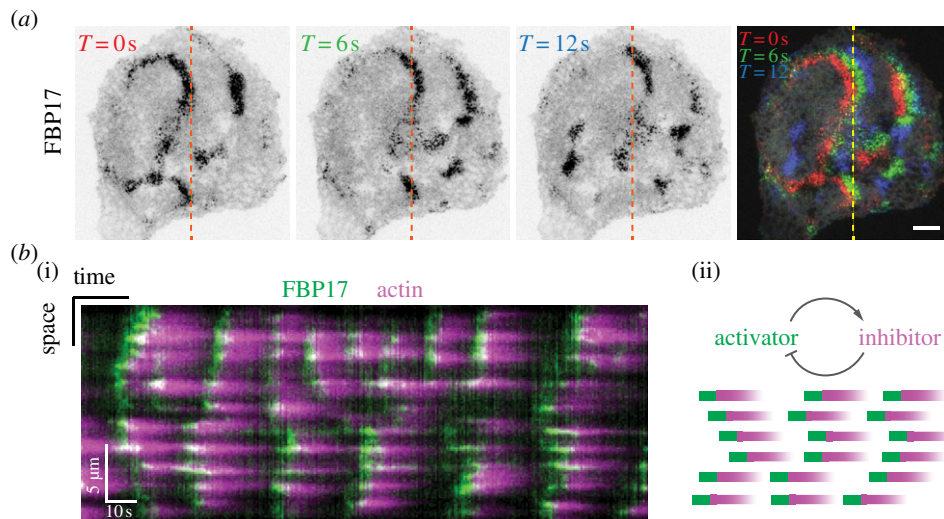 (a)
T = 0 s
T = 6 s
T = 12 s
T = 0 s
T = 6 s
T = 12 s
FBP17
(b)
(i)
time
space
FBP17 actin
5 µm
10 s
(ii)
activator inhibitor